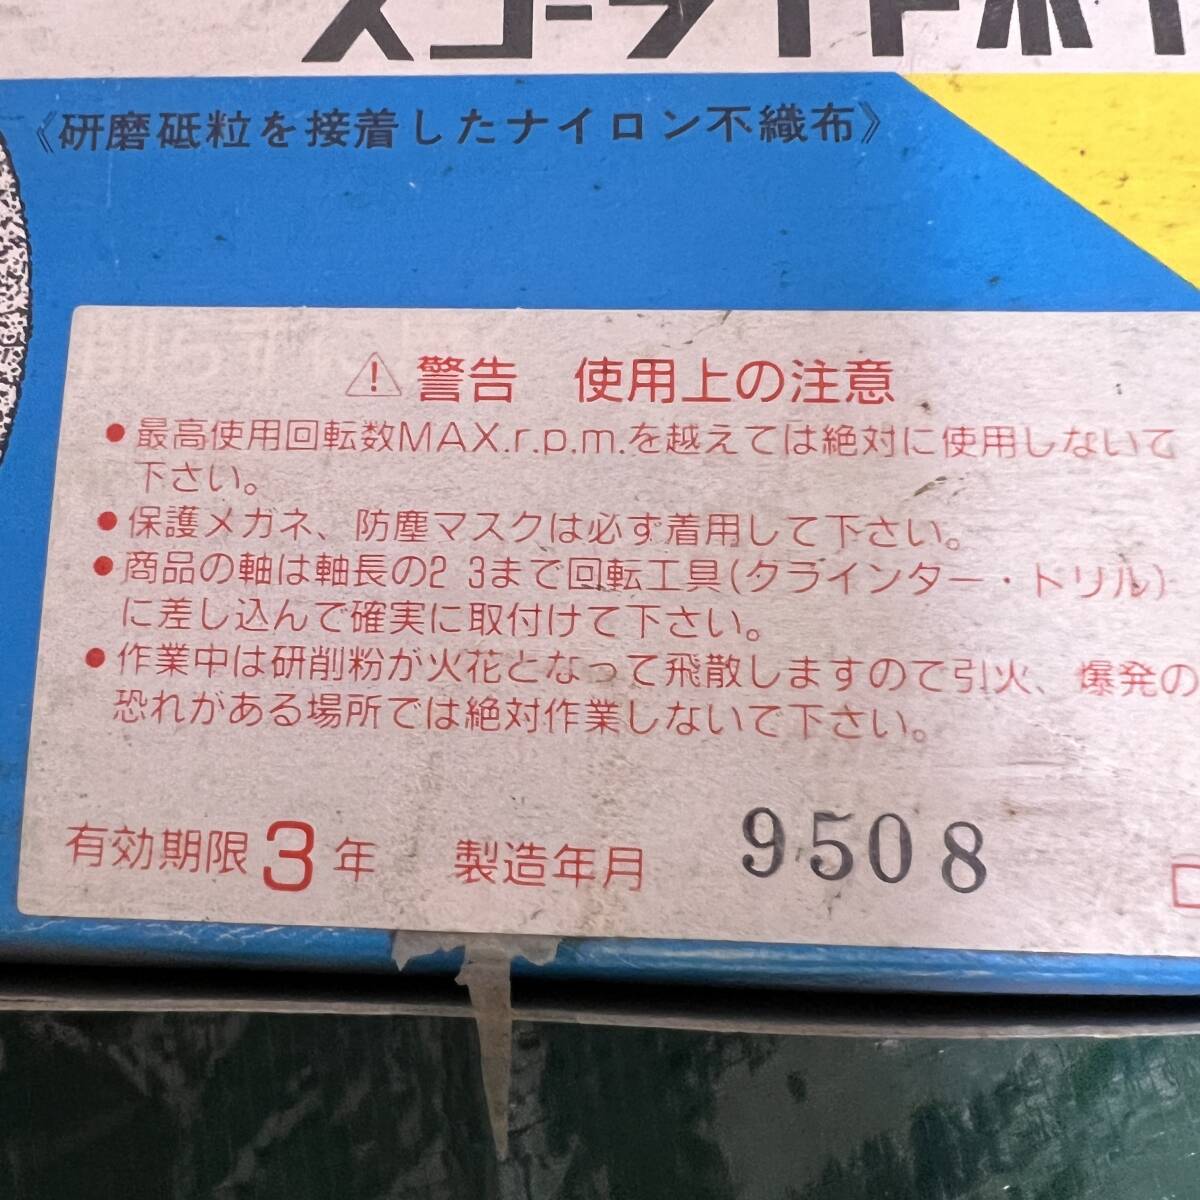 スコーライトホイ
《研磨砥粒を接着したナイロン不織布》
⚠警告 使用上の注意
●最高使用回転数MAX.r.p.m.を越えては絶対に使用しないで
下さい。
●保護メガネ、防塵マスクは必ず着用して下さい。
●商品の軸は軸長の2 3まで回転工具(グラインダー・ドリル)
に差し込んで確実に取付けて下さい。
●作業中は研削粉が火花となって飛散しますので引火、爆発の
恐れがある場所では絶対作業しないで下さい。
有効期限3年 製造年月 9508